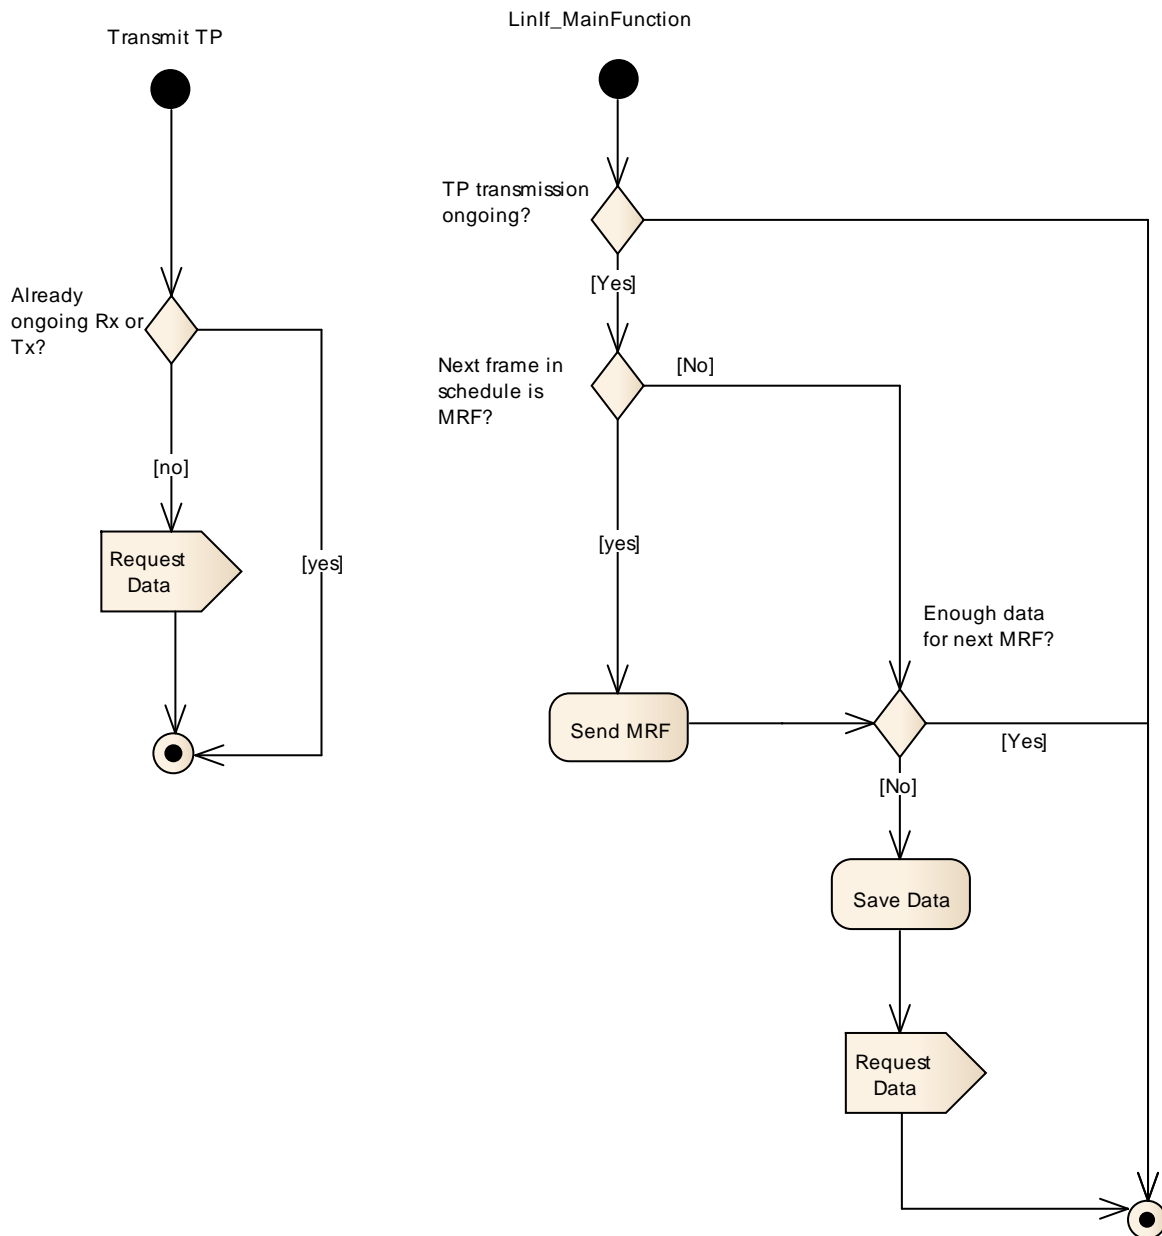 Transmit TP
Already
ongoing Rx or
Tx?
[no]
[yes]
Request
Data
LinIf_MainFunction
TP transmission
ongoing?
[Yes]
Next frame in
schedule is
MRF?
[No]
[yes]
Send MRF
Enough data
for next MRF?
[Yes]
[No]
Save Data
Request
Data